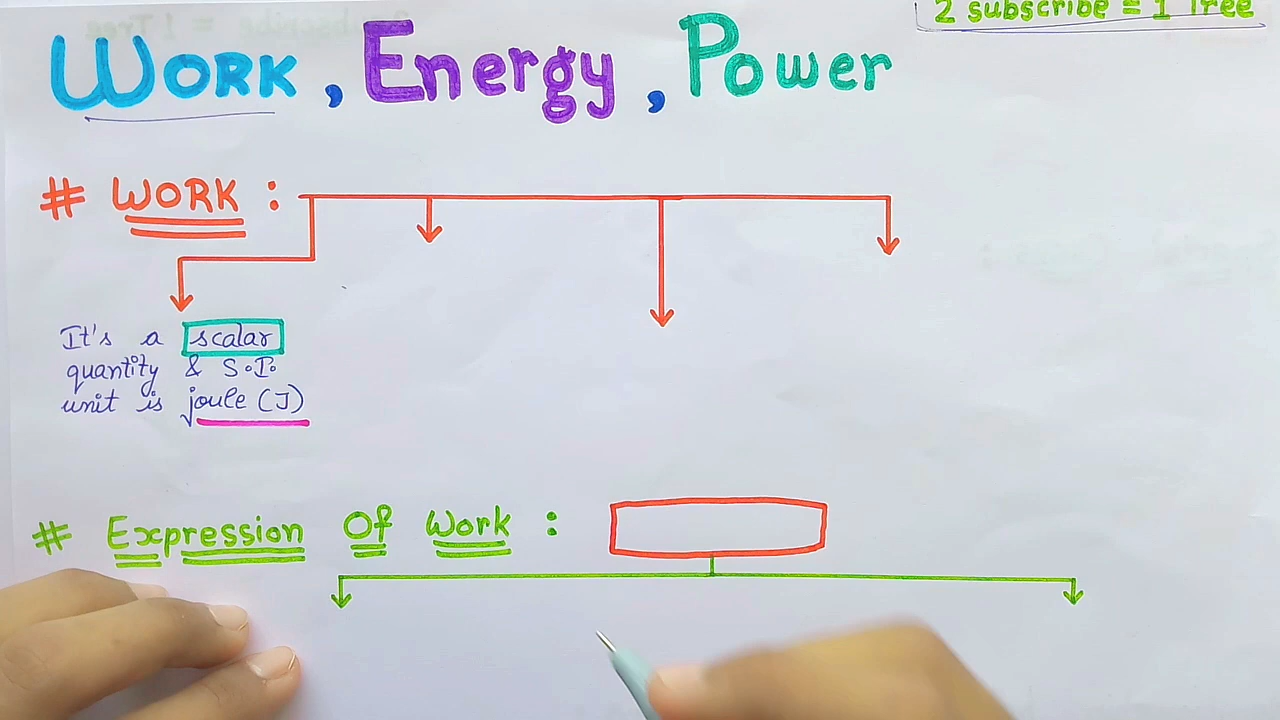 2 subscribe = 1 Tree
Work, Energy, Power
# WORK :
It's a scalar
quantity & S.I.
unit is joule (J)
# Expression Of Work :